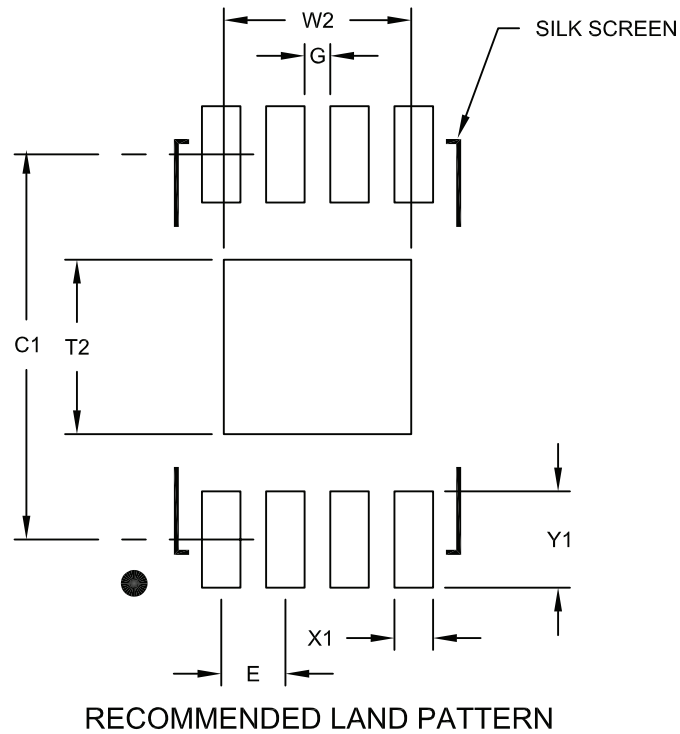 W2
SILK SCREEN
G
C1
T2
Y1
X1
E
RECOMMENDED LAND PATTERN